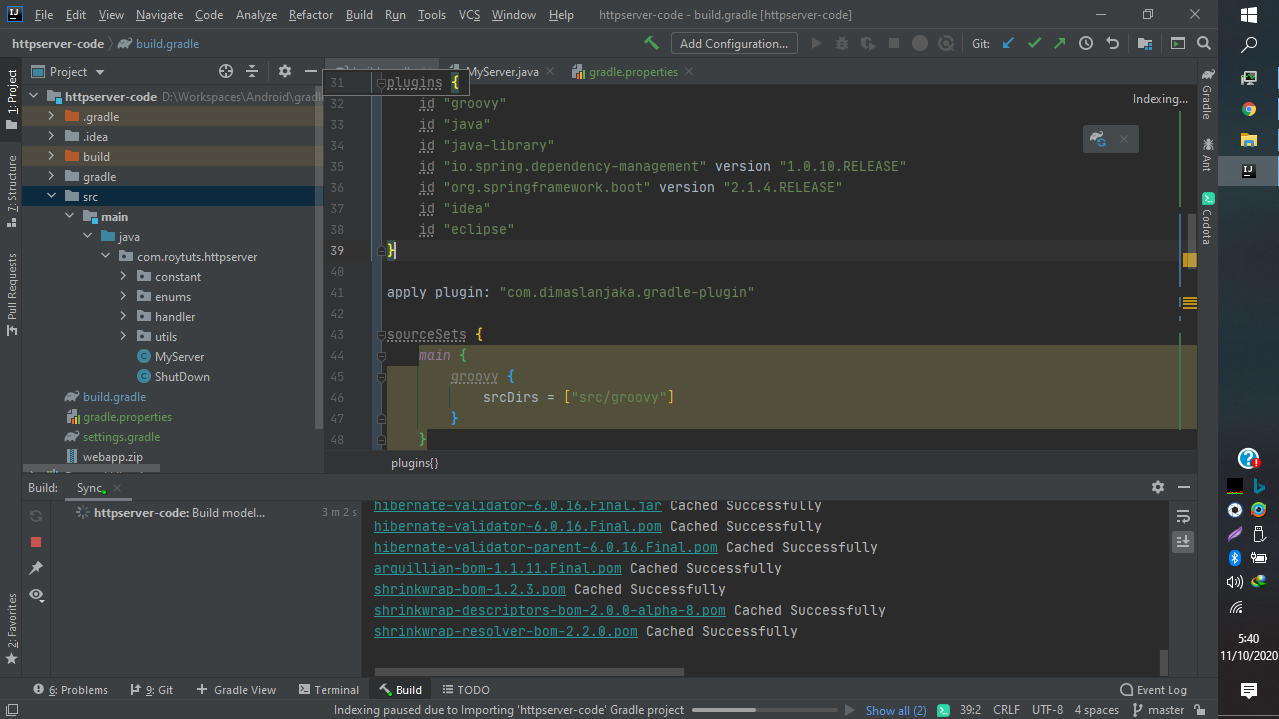 File Edit View Navigate Code Analyze Refactor Build Run Tools VCS Window Help httpserver-code - build.gradle [httpserver-code]
httpserver-code build.gradle Add Configuration... Git:
Project MyServer.java gradle.properties
1: Project
7: Structure
Pull Requests
2: Favorites
httpserver-code D:\Workspaces\Android\gradl
.gradle
.idea
build
gradle
src
main
java
com.roytuts.httpserver
constant
enums
handler
utils
MyServer
ShutDown
build.gradle
gradle.properties
settings.gradle
webapp.zip
31 plugins {
32 id "groovy"
33 id "java"
34 id "java-library"
35 id "io.spring.dependency-management" version "1.0.10.RELEASE"
36 id "org.springframework.boot" version "2.1.4.RELEASE"
37 id "idea"
38 id "eclipse"
39 }
40
41 apply plugin: "com.dimaslanjaka.gradle-plugin"
42
43 sourceSets {
44 main {
45 groovy {
46 srcDirs = ["src/groovy"]
47 }
48 }
plugins{}
Indexing...
Gradle
Ant
Codota
Build: Sync
httpserver-code: Build model... 3 m 2 s
hibernate-validator-6.0.16.Final.jar Cached Successfully
hibernate-validator-6.0.16.Final.pom Cached Successfully
hibernate-validator-parent-6.0.16.Final.pom Cached Successfully
arquillian-bom-1.1.11.Final.pom Cached Successfully
shrinkwrap-bom-1.2.3.pom Cached Successfully
shrinkwrap-descriptors-bom-2.0.0-alpha-8.pom Cached Successfully
shrinkwrap-resolver-bom-2.2.0.pom Cached Successfully
6: Problems 9: Git Gradle View Terminal Build TODO Event Log
Indexing paused due to Importing 'httpserver-code' Gradle project Show all (2) 39:2 CRLF UTF-8 4 spaces master
5:40
11/10/2020